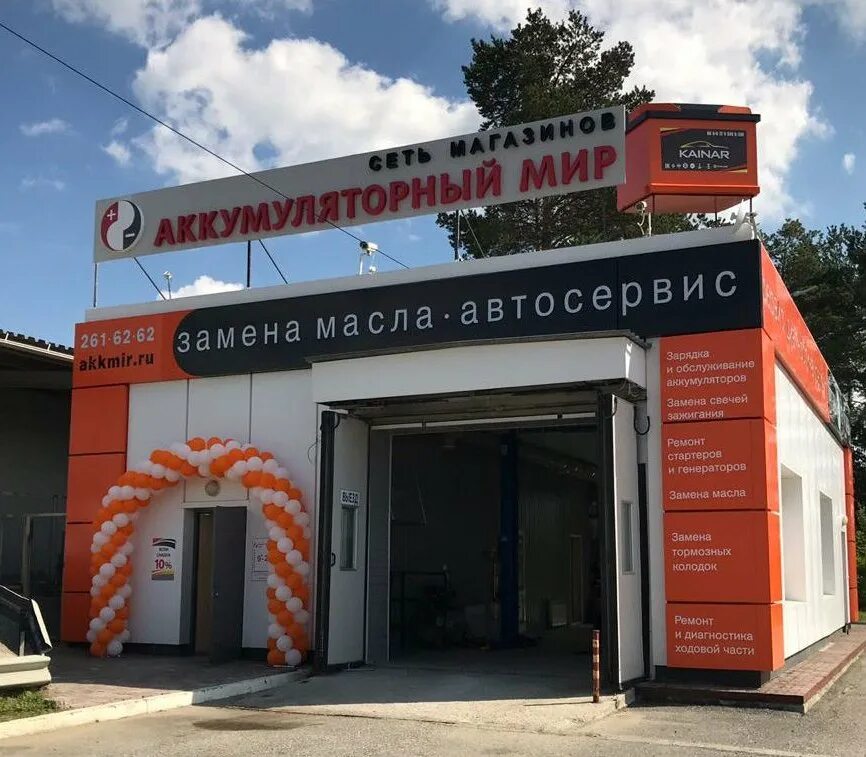 СЕТЬ МАГАЗИНОВ
АККУМУЛЯТОРНЫЙ МИР
KAINAR
261-62-62
akkmir.ru
ЗАМЕНА МАСЛА · АВТОСЕРВИС
Зарядка
и обслуживание
аккумуляторов
Замена свечей
зажигания
Ремонт
стартеров
и генераторов
Замена масла
Замена
тормозных
колодок
Ремонт
и диагностика
ходовой части
ВЫЕЗД
10%